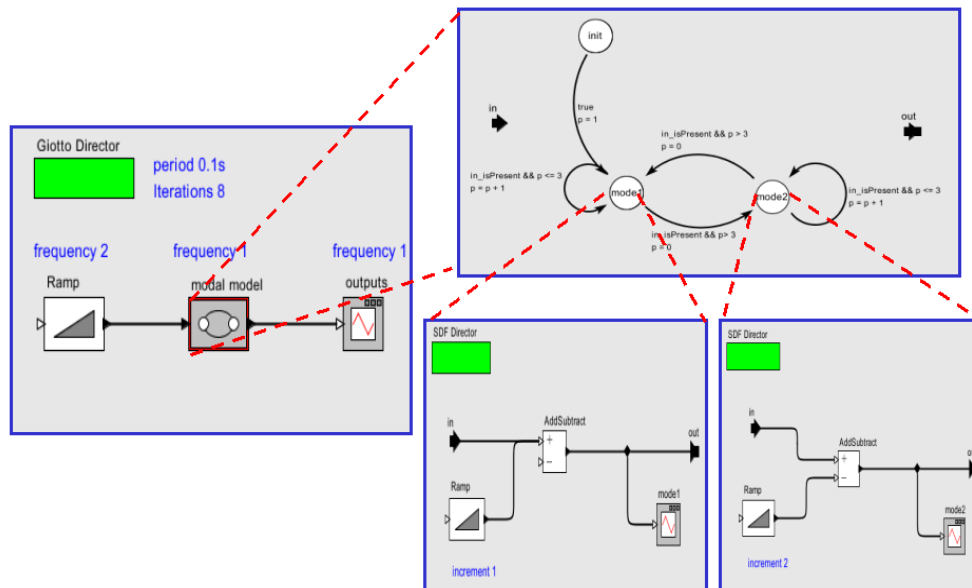 Giotto Director
period 0.1s
Iterations 8
frequency 2
frequency 1
frequency 1
Ramp
modal model
outputs
init
in
out
true
p = 1
in_isPresent && p > 3
p = 0
in_isPresent && p <= 3
p = p + 1
in_isPresent && p <= 3
p = p + 1
mode1
mode2
in_isPresent && p> 3
p = 0
SDF Director
in
AddSubtract
+
−
out
Ramp
mode1
increment 1
SDF Director
in
AddSubtract
+
−
Ramp
mode2
increment 2